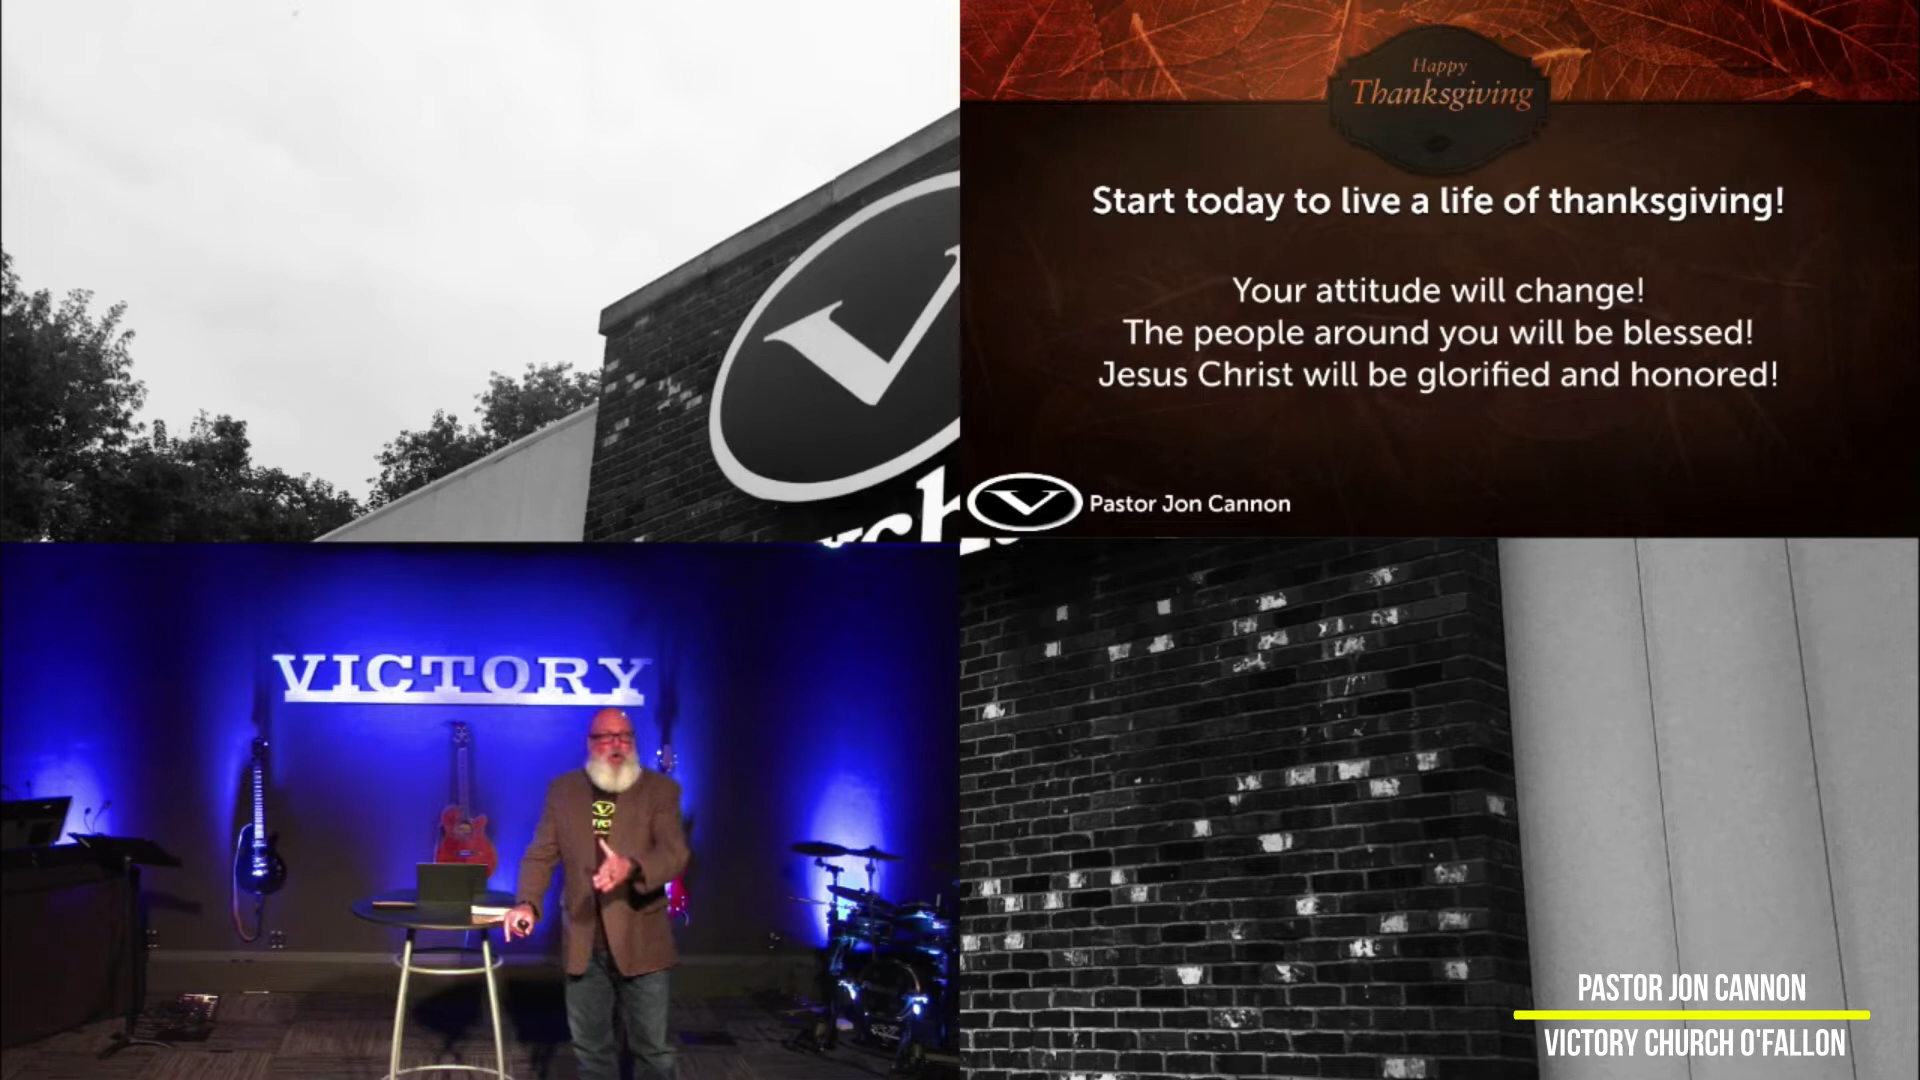 Happy
Thanksgiving
Start today to live a life of thanksgiving!
Your attitude will change!
The people around you will be blessed!
Jesus Christ will be glorified and honored!
V
V Pastor Jon Cannon
VICTORY
V
PASTOR JON CANNON
VICTORY CHURCH O'FALLON